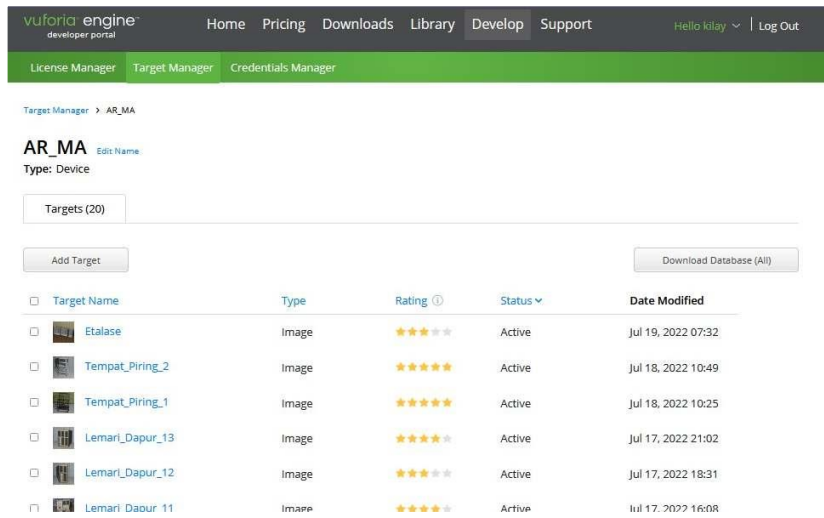 vuforia engine™ Home Pricing Downloads Library Develop Support Hello kilay Log Out
developer portal
License Manager Target Manager Credentials Manager
Target Manager > AR_MA
AR_MA Edit Name
Type: Device
Targets (20)
Add Target Download Database (All)
Target Name Type Rating Status Date Modified
Etalase Image Active Jul 19, 2022 07:32
Tempat_Piring_2 Image Active Jul 18, 2022 10:49
Tempat_Piring_1 Image Active Jul 18, 2022 10:25
Lemari_Dapur_13 Image Active Jul 17, 2022 21:02
Lemari_Dapur_12 Image Active Jul 17, 2022 18:31
Lemari_Dapur_11 Image Active Jul 17, 2022 16:08